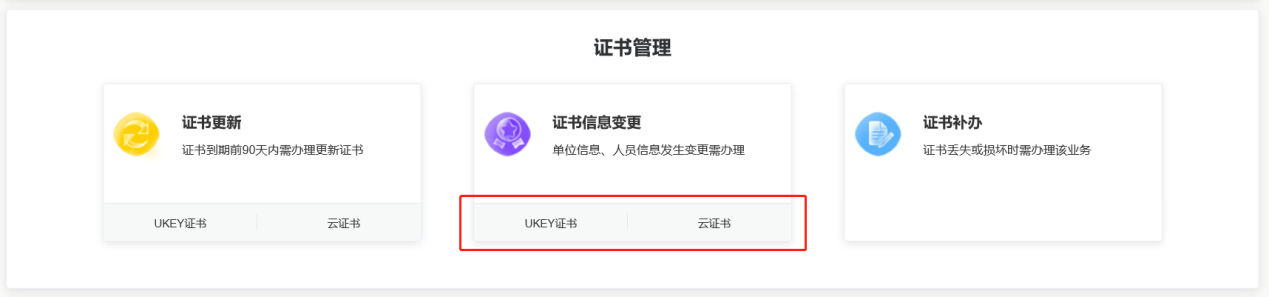 证书管理
证书更新
证书到期前90天内需办理更新证书
UKEY证书
云证书
证书信息变更
单位信息、人员信息发生变更需办理
UKEY证书
云证书
证书补办
证书丢失或损坏时需办理该业务